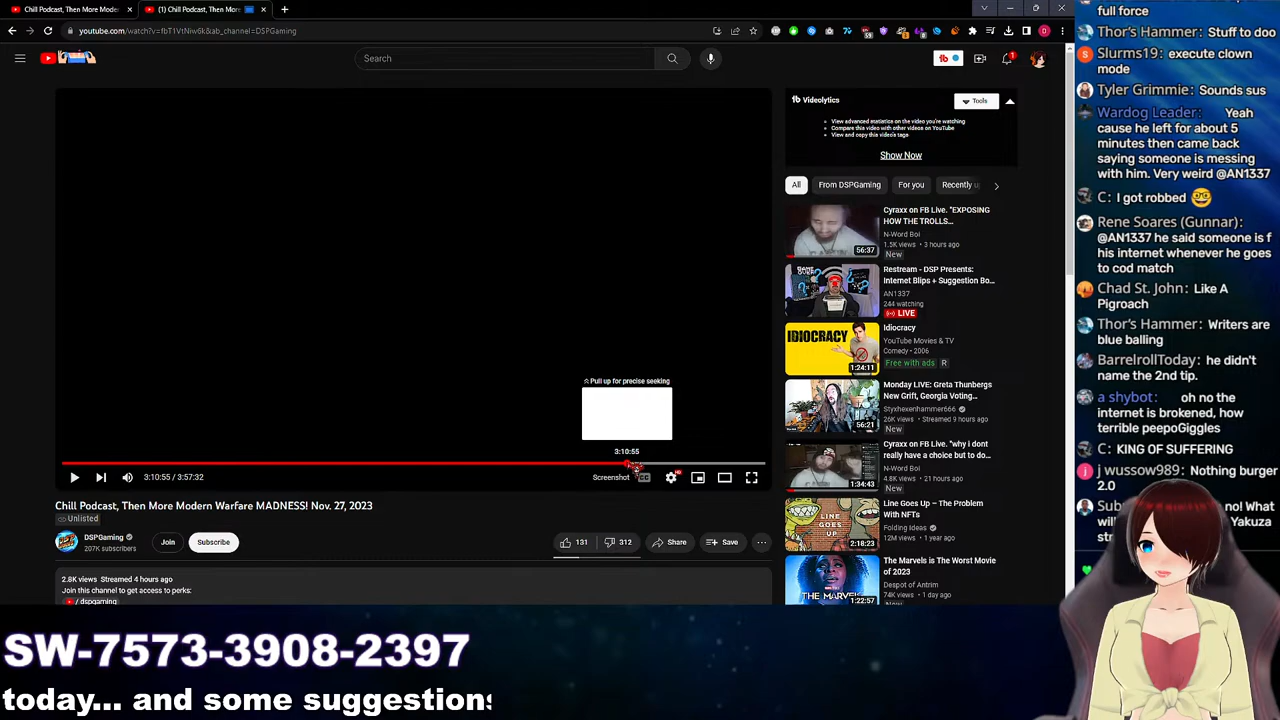 Chill Podcast, Then More Moder
(1) Chill Podcast, Then More
youtube.com/watch?v=fbT1VtNiw6k&ab_channel=DSPGaming
Search
Pull up for precise seeking
3:10:55
3:10:55 / 3:57:32
Screenshot
Chill Podcast, Then More Modern Warfare MADNESS! Nov. 27, 2023
Unlisted
DSPGaming
207K subscribers
Join
Subscribe
131
312
Share
Save
2.8K views Streamed 4 hours ago
Join this channel to get access to perks:
/ dspgaming
tb Videolytics
Tools
View advanced statistics on the video you're watching
Compare this video with other videos on YouTube
View and copy this video's tags
Show Now
All
From DSPGaming
For you
Recently u
Cyraxx on FB Live. "EXPOSING
HOW THE TROLLS...
N-Word Boi
1.5K views • 3 hours ago
New
56:37
Restream - DSP Presents:
Internet Blips + Suggestion Bo...
AN1337
244 watching
LIVE
Idiocracy
YouTube Movies & TV
Comedy • 2006
Free with ads R
IDIOCRACY
1:24:11
Monday LIVE: Greta Thunbergs
New Grift, Georgia Voting...
Styxhexenhammer666
26K views • Streamed 9 hours ago
New
56:21
Cyraxx on FB Live. "why i dont
really have a choice but to do...
N-Word Boi
4.8K views • 21 hours ago
New
1:34:43
Line Goes Up – The Problem
With NFTs
Folding Ideas
12M views • 1 year ago
LINE
GOES
UP
2:18:23
The Marvels is The Worst Movie
of 2023
Despot of Antrim
74K views • 1 day ago
1:22:57
full force
Thor's Hammer: Stuff to doo
Slurms19: execute clown
mode
Tyler Grimmie: Sounds sus
Wardog Leader: Yeah
cause he left for about 5
minutes then came back
saying someone is messing
with him. Very weird @AN1337
C: I got robbed
Rene Soares (Gunnar):
@AN1337 he said someone is f
his internet whenever he goes
to cod match
Chad St. John: Like A
Pigroach
Thor's Hammer: Writers are
blue balling
BarrelrollToday: he didn't
name the 2nd tip.
a shybot: oh no the
internet is brokened, how
terrible peepoGiggles
C: KING of SUFFERING
j wussow989: Nothing burger
2.0
Sub
no! What
will
Yakuza
SW-7573-3908-2397
today... and some suggestions